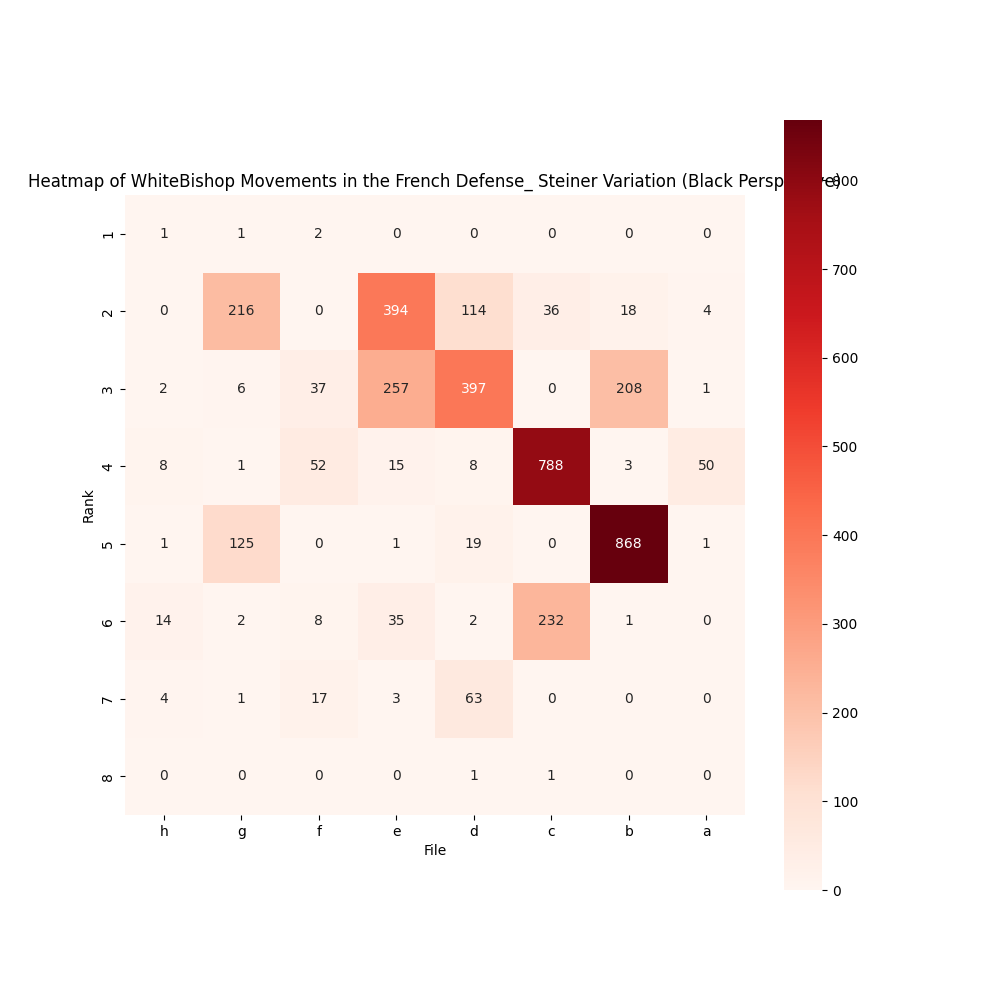 Heatmap of WhiteBishop Movements in the French Defense_ Steiner Variation (Black Perspective)
1 1 1 2 0 0 0 0 0
2 0 216 0 394 114 36 18 4
3 2 6 37 257 397 0 208 1
4 8 1 52 15 8 788 3 50
5 1 125 0 1 19 0 868 1
6 14 2 8 35 2 232 1 0
7 4 1 17 3 63 0 0 0
8 0 0 0 0 1 1 0 0
h g f e d c b a
File
Rank
800
700
600
500
400
300
200
100
0